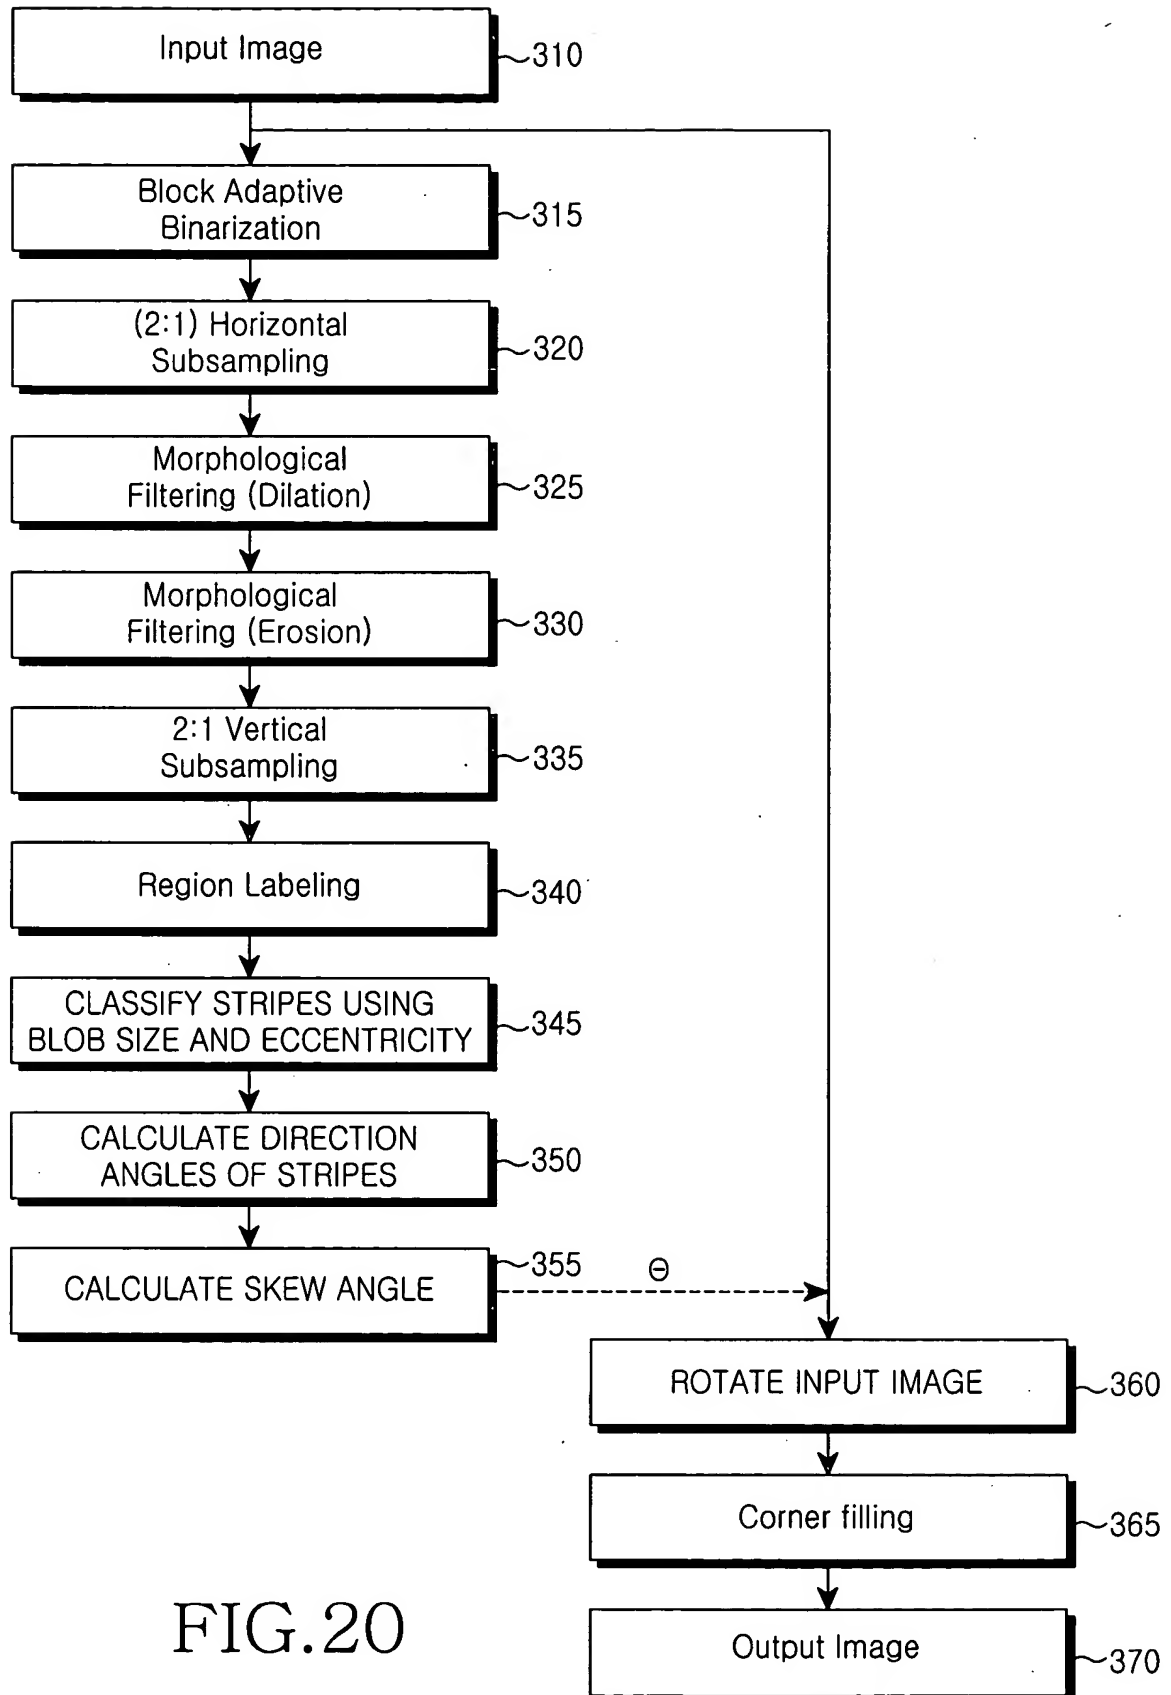 Input Image
310
Block Adaptive
Binarization
315
(2:1) Horizontal
Subsampling
320
Morphological
Filtering (Dilation)
325
Morphological
Filtering (Erosion)
330
2:1 Vertical
Subsampling
335
Region Labeling
340
CLASSIFY STRIPES USING
BLOB SIZE AND ECCENTRICITY
345
CALCULATE DIRECTION
ANGLES OF STRIPES
350
CALCULATE SKEW ANGLE
355
Θ
ROTATE INPUT IMAGE
360
Corner filling
365
Output Image
370
FIG.20